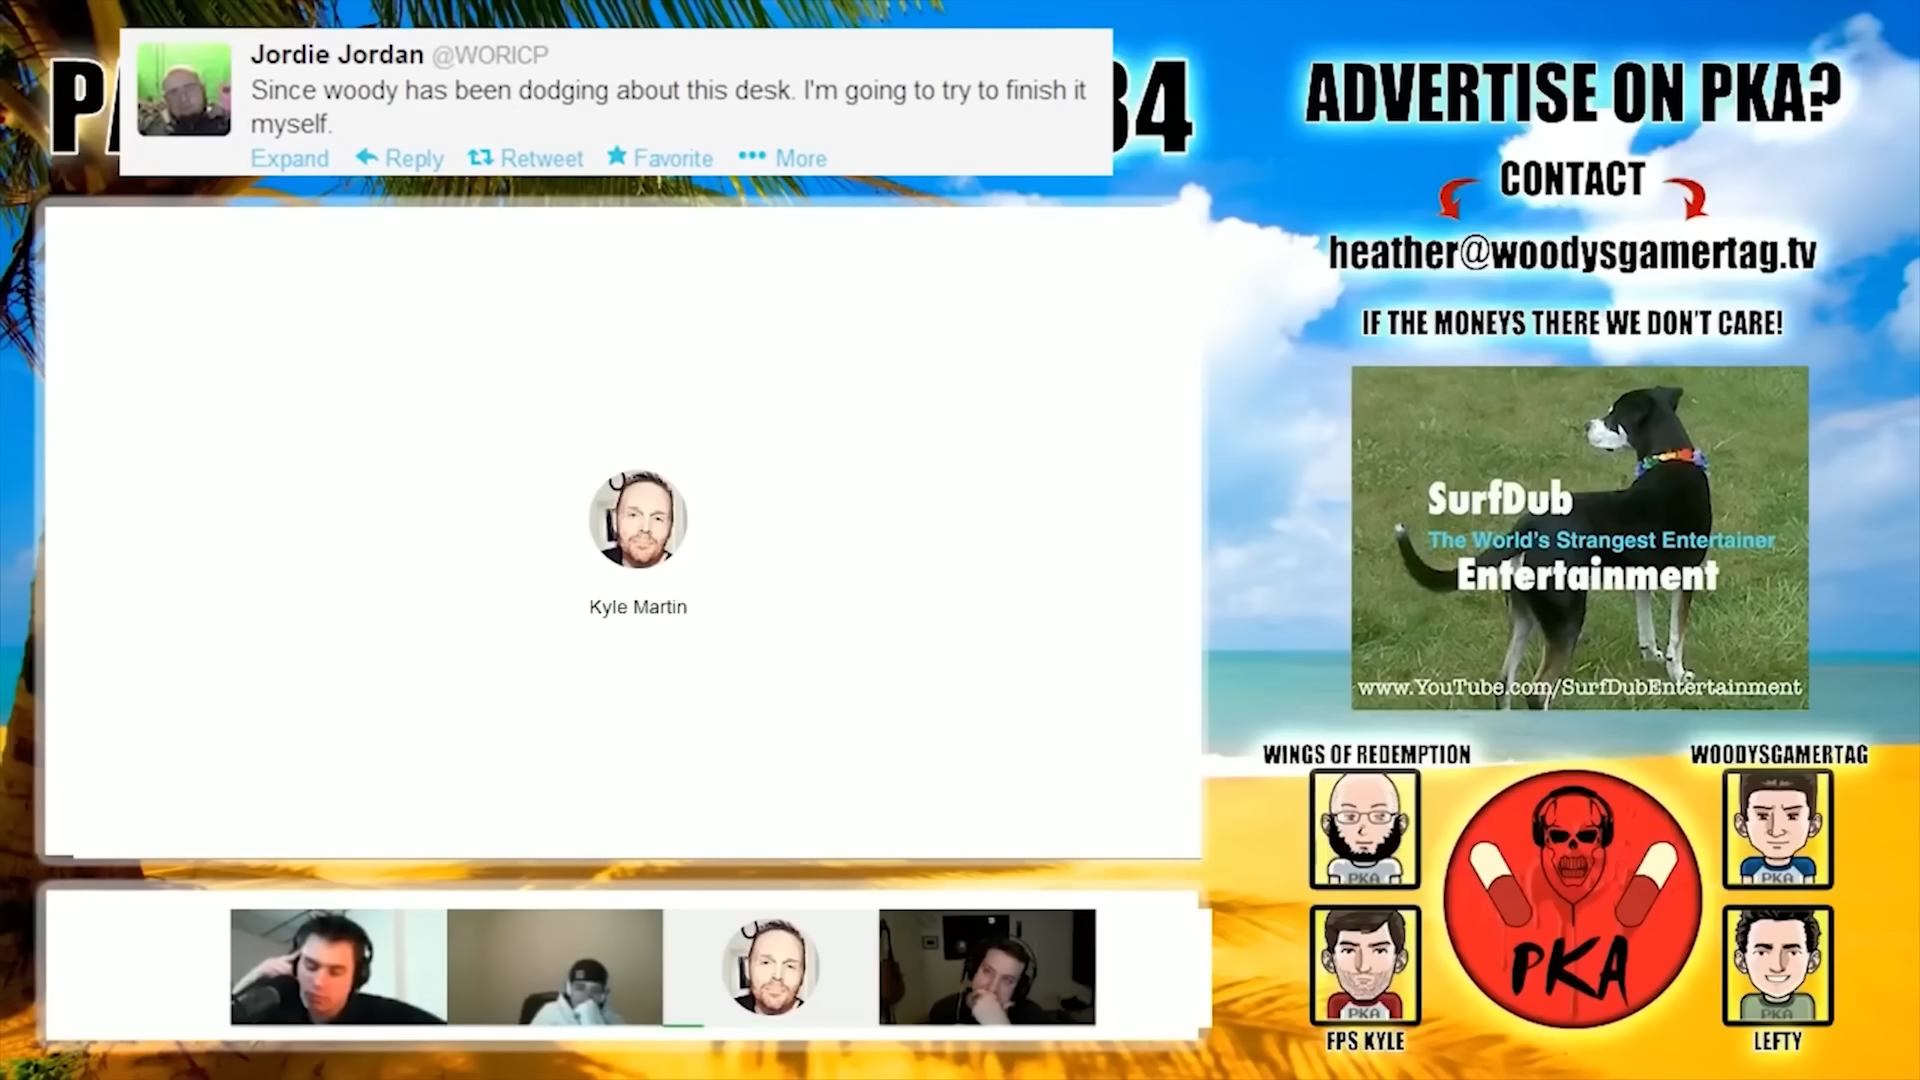 Jordie Jordan @WORICP
Since woody has been dodging about this desk. I'm going to try to finish it
myself.
Expand Reply Retweet Favorite More
34
ADVERTISE ON PKA?
CONTACT
heather@woodysgamertag.tv
IF THE MONEYS THERE WE DON'T CARE!
SurfDub
The World's Strangest Entertainer
Entertainment
www.YouTube.com/SurfDubEntertainment
Kyle Martin
WINGS OF REDEMPTION
WOODYSGAMERTAG
PKA
PKA
PKA
PKA
PKA
FPS KYLE
LEFTY